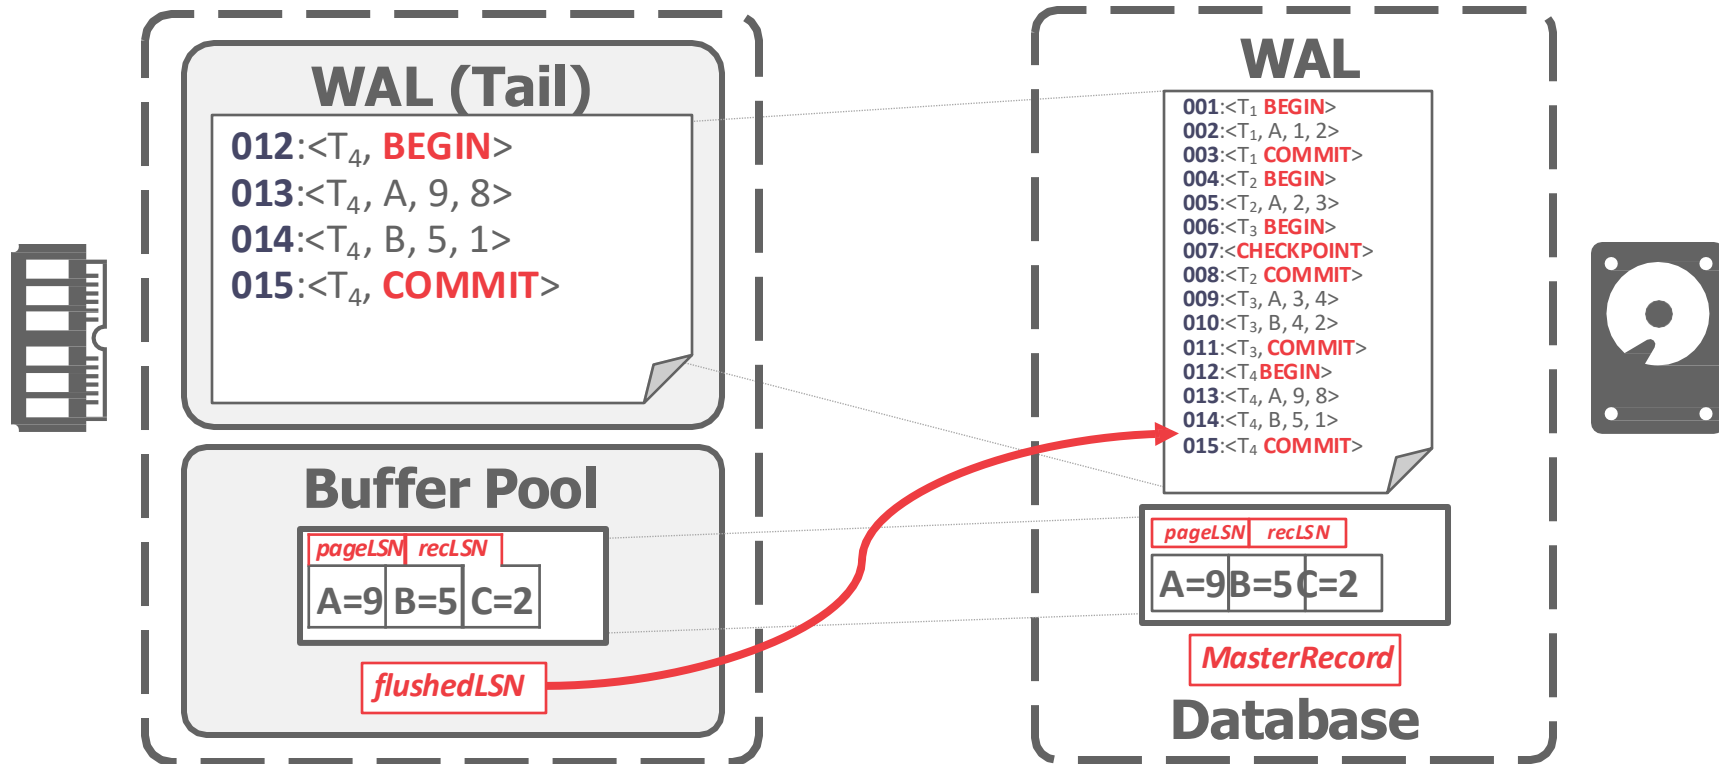 WAL (Tail)
012:<T4, BEGIN>
013:<T4, A, 9, 8>
014:<T4, B, 5, 1>
015:<T4, COMMIT>
Buffer Pool
pageLSN recLSN
A=9 B=5 C=2
flushedLSN
WAL
001:<T1 BEGIN>
002:<T1, A, 1, 2>
003:<T1 COMMIT>
004:<T2 BEGIN>
005:<T2, A, 2, 3>
006:<T3 BEGIN>
007:<CHECKPOINT>
008:<T2 COMMIT>
009:<T3, A, 3, 4>
010:<T3, B, 4, 2>
011:<T3, COMMIT>
012:<T4 BEGIN>
013:<T4, A, 9, 8>
014:<T4, B, 5, 1>
015:<T4 COMMIT>
pageLSN recLSN
A=9 B=5 C=2
MasterRecord
Database